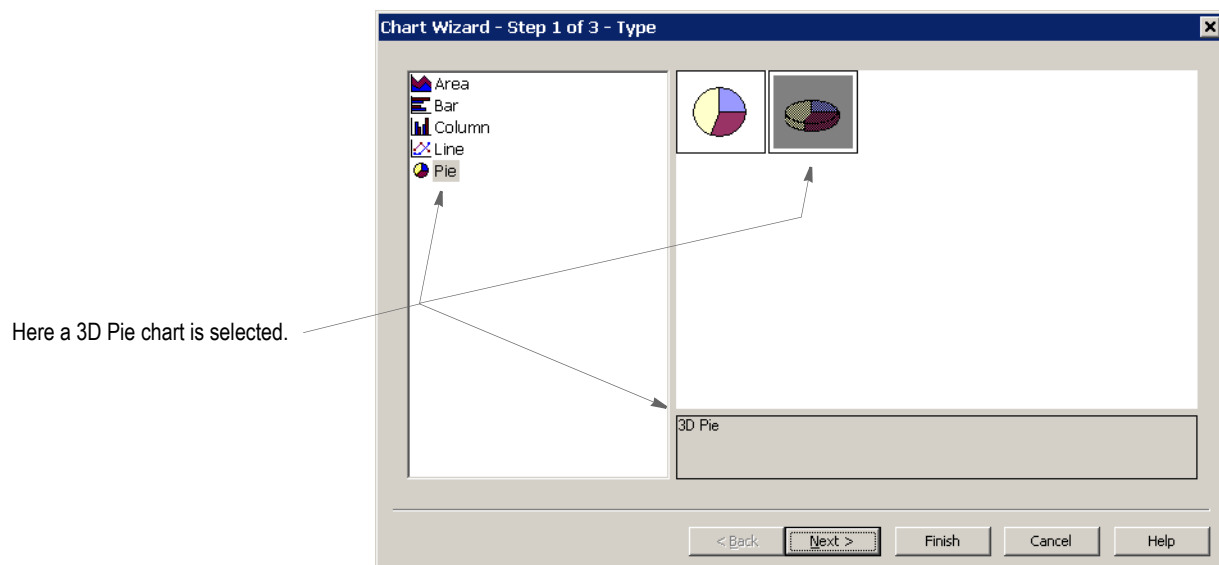 Chart Wizard - Step 1 of 3 - Type
Area
Bar
Column
Line
Pie
Here a 3D Pie chart is selected.
3D Pie
< Back
Next >
Finish
Cancel
Help